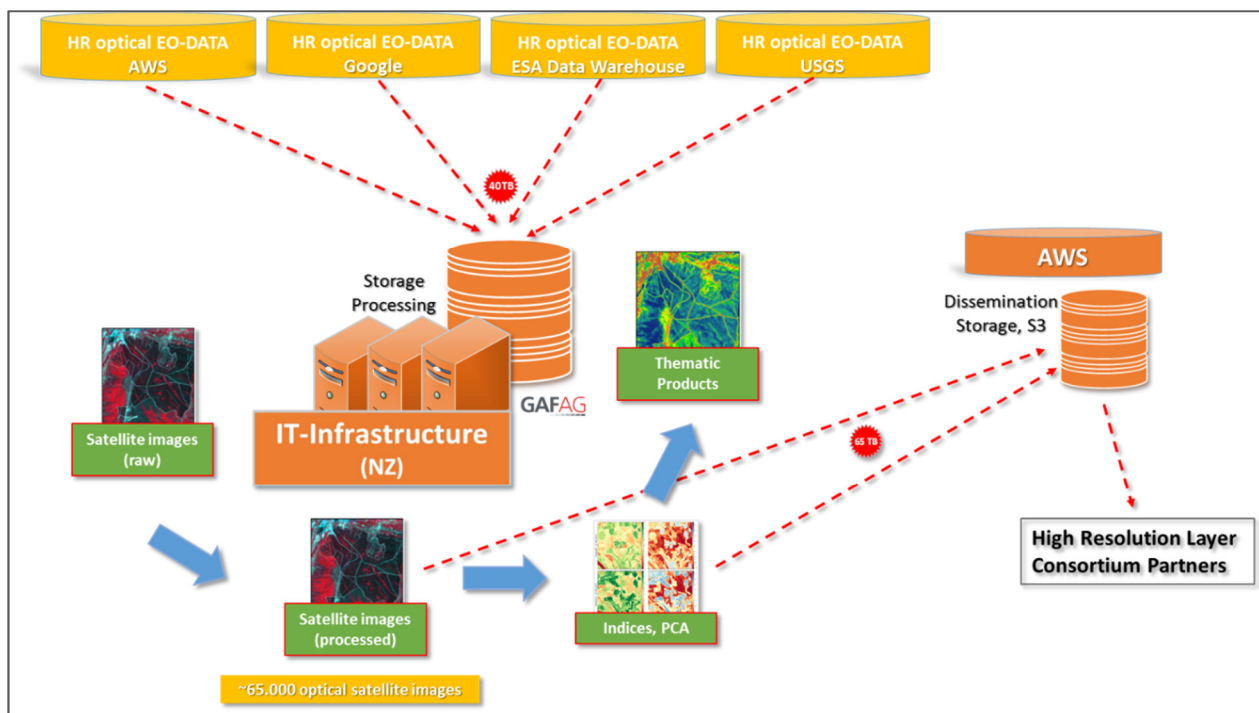 HR optical EO-DATA
AWS
HR optical EO-DATA
Google
HR optical EO-DATA
ESA Data Warehouse
HR optical EO-DATA
USGS
40TB
Storage
Processing
AWS
Dissemination
Storage, S3
Thematic
Products
GAFAG
IT-Infrastructure
(NZ)
Satellite images
(raw)
65 TB
High Resolution Layer
Consortium Partners
Satellite images
(processed)
Indices, PCA
~65.000 optical satellite images